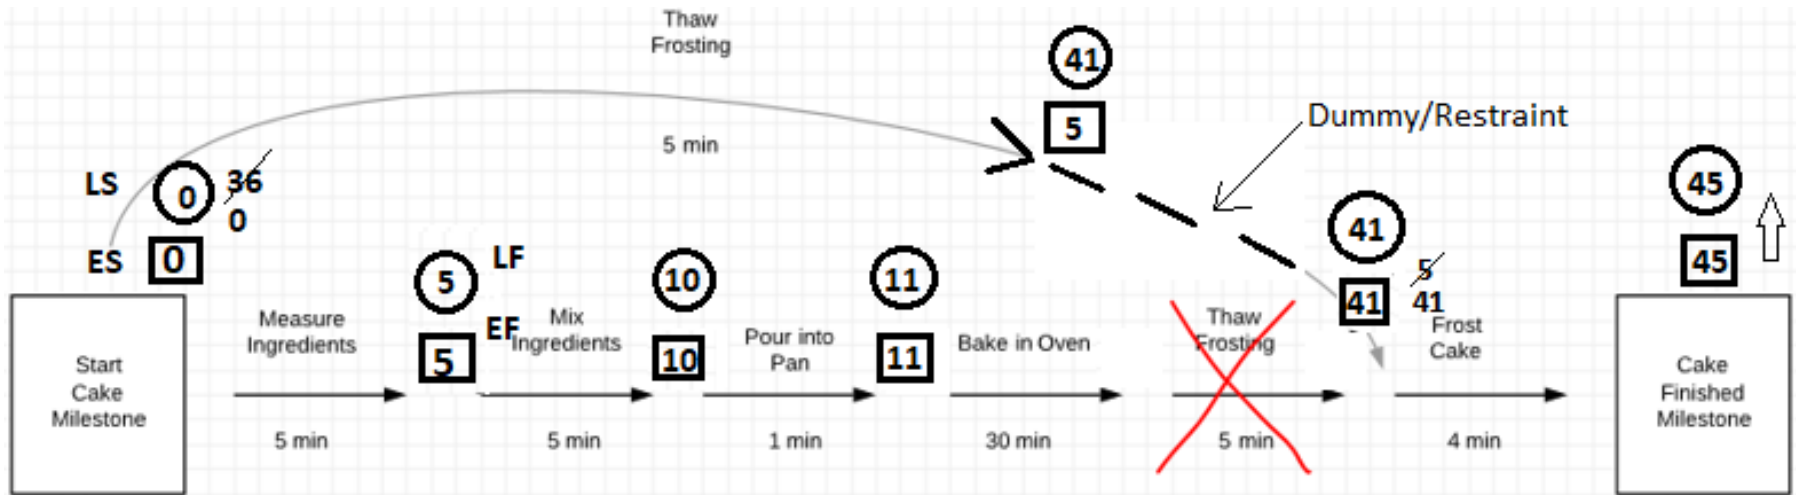 Thaw
Frosting
5 min
41
5
Dummy/Restraint
LS
0
36
0
ES
0
Start
Cake
Milestone
Measure
Ingredients
5 min
5
LF
5
EF
Mix
Ingredients
5 min
10
10
Pour into
Pan
1 min
11
11
Bake in Oven
30 min
Thaw
Frosting
5 min
41
41
5
41
Frost
Cake
4 min
45
45
Cake
Finished
Milestone